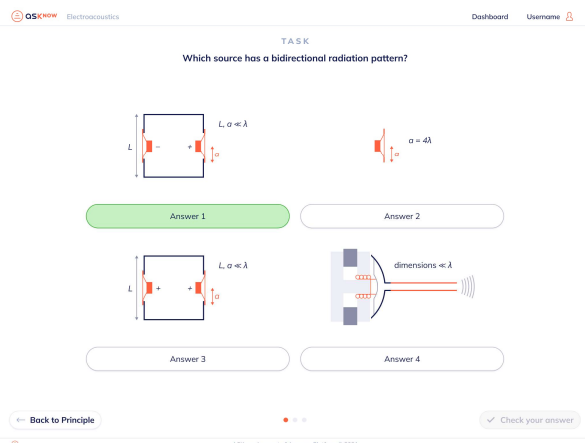 asKnow Electroacoustics Dashboard Username
TASK
Which source has a bidirectional radiation pattern?
L, a ≪ λ
L − + a
a = 4λ
a
Answer 1 Answer 2
L, a ≪ λ
L + + a
dimensions ≪ λ
Answer 3 Answer 4
← Back to Principle ✓ Check your answer